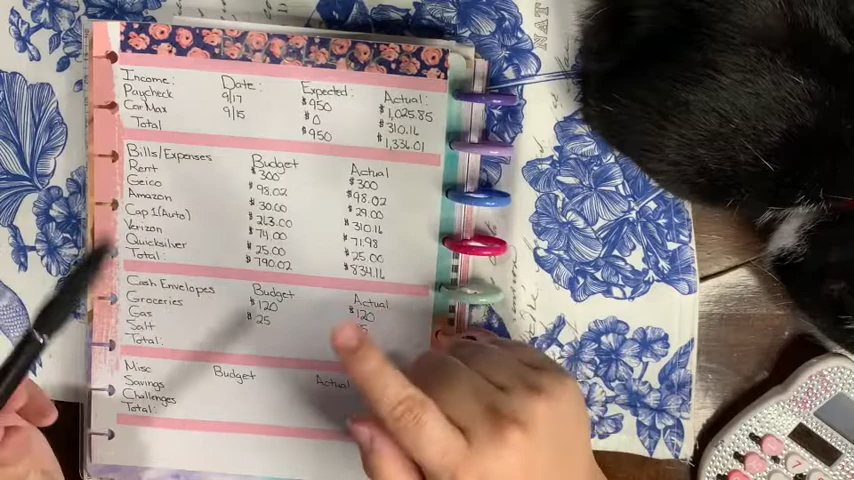 Income: Date: Expected: Actual:
Paycheck 9/17 $950 $1,025.85
CarMax 9/15 $0 $310.16
Total $950 $1,336.01
Bills/Expenses Budget Actual
Rent $300 $300
Geico $98.02 $98.02
Amazon $30.00 $29.00
Cap 1 (Auto) $263.00 $310.16
Verizon $74.00 $71.98
Quicksilver $25.00 $25.00
$790.02 $834.16
Cash Envelopes Budget Actual
Groceries $120 $120
Gas $25
Salt
Total:
Misc Budget Actual
Savings
Challenges
Total: